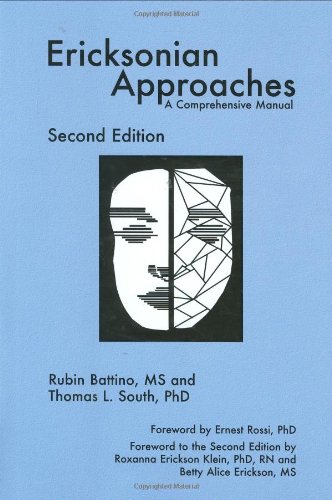 Ericksonian
Approaches
A Comprehensive Manual
Second Edition
Rubin Battino, MS and
Thomas L. South, PhD
Foreword by Ernest Rossi, PhD
Foreword to the Second Edition by
Roxanna Erickson Klein, PhD, RN and
Betty Alice Erickson, MS